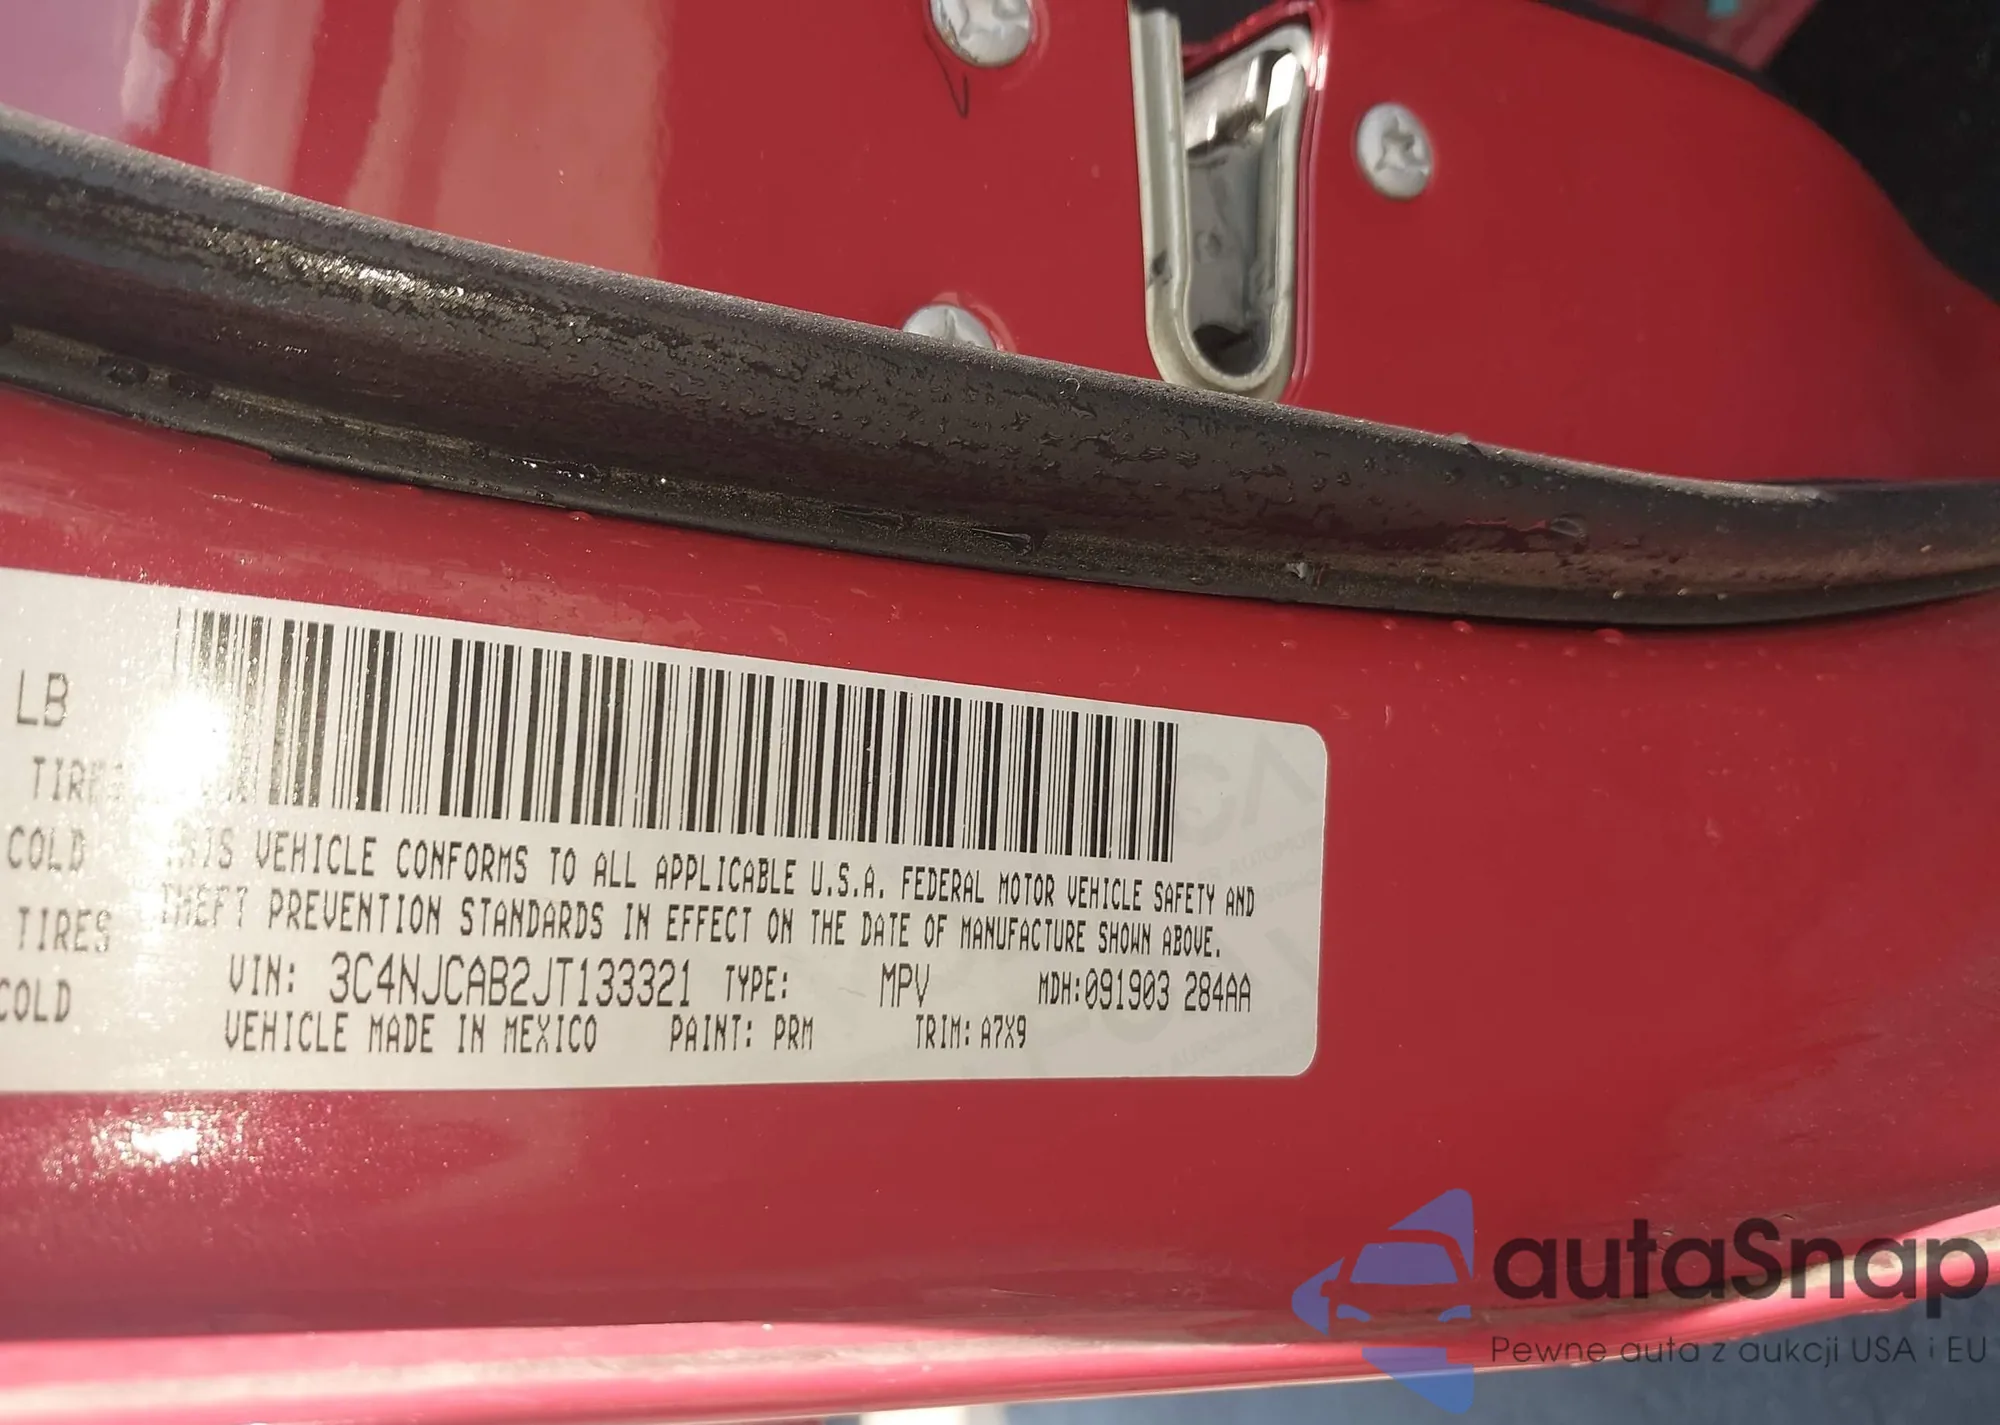 LB
COLD
TIRES
COLD
VEHICLE CONFORMS TO ALL APPLICABLE U.S.A. FEDERAL MOTOR VEHICLE SAFETY AND
THEFT PREVENTION STANDARDS IN EFFECT ON THE DATE OF MANUFACTURE SHOWN ABOVE.
VIN: 3C4NJCAB2JT133321 TYPE: MPV MDH:091903 284AA
VEHICLE MADE IN MEXICO PAINT: PRM TRIM: A7X9
autaSnap
Pewne auta z aukcji USA i EU